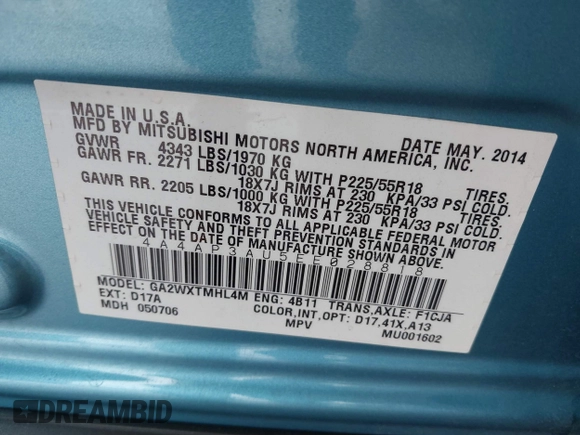 MADE IN U.S.A.
MFD BY MITSUBISHI MOTORS NORTH AMERICA, INC.
DATE MAY. 2014
GVWR 4343 LBS/1970 KG
GAWR FR. 2271 LBS/1030 KG WITH P225/55R18 TIRES,
18X7J RIMS AT 230 KPA/33 PSI COLD
GAWR RR. 2205 LBS/1000 KG WITH P225/55R18 TIRES,
18X7J RIMS AT 230 KPA/33 PSI COLD
THIS VEHICLE CONFORMS TO ALL APPLICABLE FEDERAL MOTOR
VEHICLE SAFETY AND THEFT PREVENTION STANDARDS IN
EFFECT ON THE DATE OF MANUFACTURE SHOWN ABOVE.
4A4AP3AU5EE028818
MODEL: GA2WXTMHL4M ENG: 4B11 TRANS,AXLE: F1CJA
EXT: D17A COLOR,INT,OPT: D17,41X,A13
MDH 050706 MPV MU001602
DREAMBID